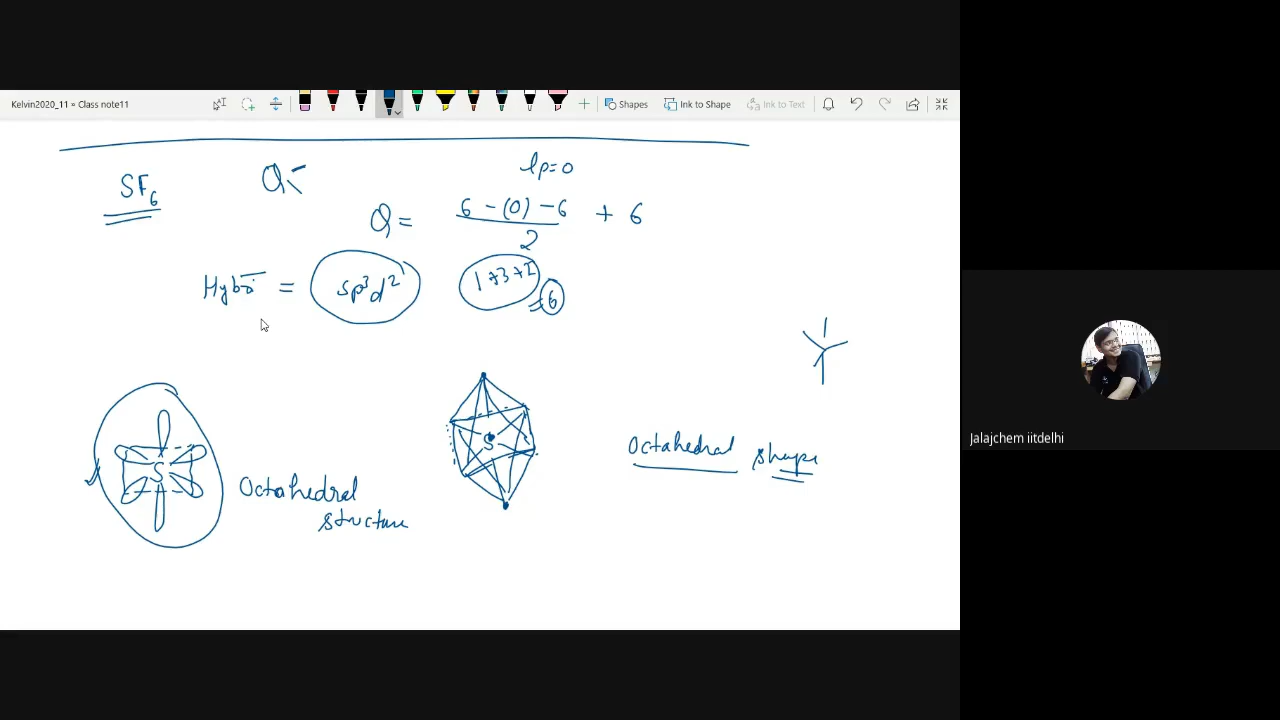 Kelvin2020_11 » Class note11
Shapes
Ink to Shape
Ink to Text
SF6
lp=0
Q = 6 - (0) - 6 / 2 + 6
Hybn = sp³d²
1+3+2
= 6
S
Octahedral
structure
S
Octahedral shape
Jalajchem iitdelhi